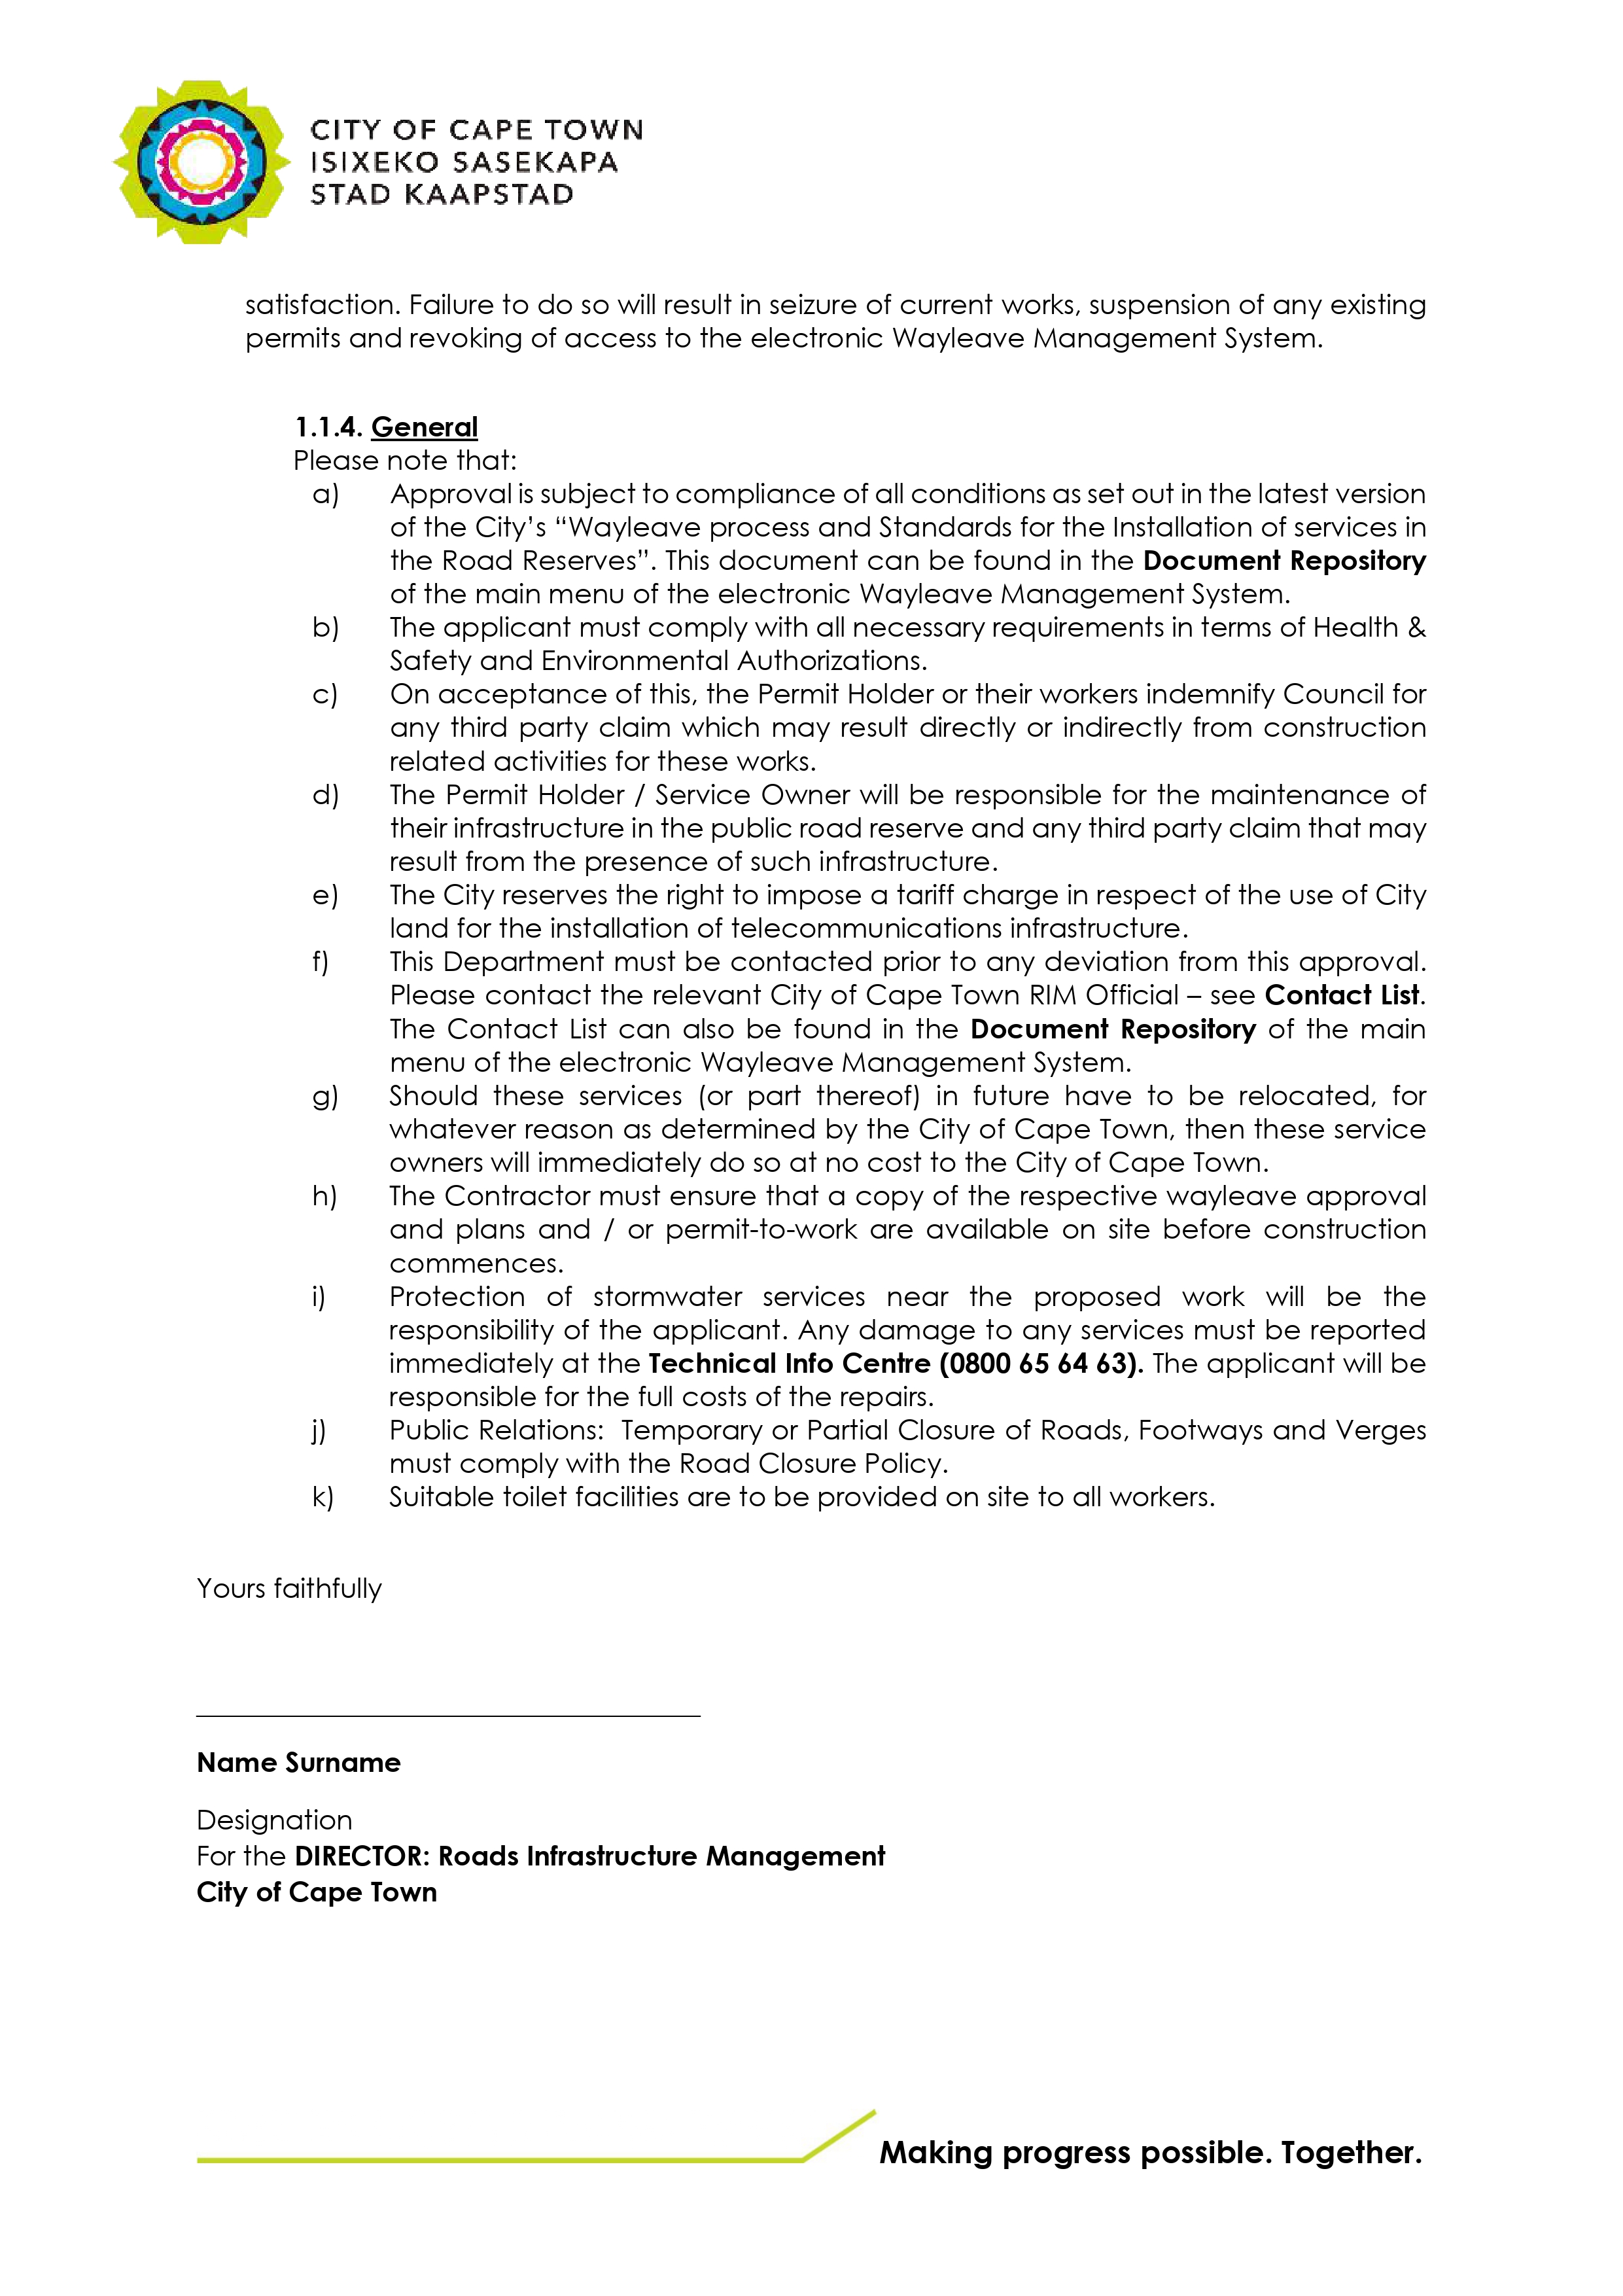 CITY OF CAPE TOWN
ISIXEKO SASEKAPA
STAD KAAPSTAD
satisfaction. Failure to do so will result in seizure of current works, suspension of any existing
permits and revoking of access to the electronic Wayleave Management System.
1.1.4. General
Please note that:
a) Approval is subject to compliance of all conditions as set out in the latest version
of the City’s “Wayleave process and Standards for the Installation of services in
the Road Reserves”. This document can be found in the Document Repository
of the main menu of the electronic Wayleave Management System.
b) The applicant must comply with all necessary requirements in terms of Health &
Safety and Environmental Authorizations.
c) On acceptance of this, the Permit Holder or their workers indemnify Council for
any third party claim which may result directly or indirectly from construction
related activities for these works.
d) The Permit Holder / Service Owner will be responsible for the maintenance of
their infrastructure in the public road reserve and any third party claim that may
result from the presence of such infrastructure.
e) The City reserves the right to impose a tariff charge in respect of the use of City
land for the installation of telecommunications infrastructure.
f) This Department must be contacted prior to any deviation from this approval.
Please contact the relevant City of Cape Town RIM Official – see Contact List.
The Contact List can also be found in the Document Repository of the main
menu of the electronic Wayleave Management System.
g) Should these services (or part thereof) in future have to be relocated, for
whatever reason as determined by the City of Cape Town, then these service
owners will immediately do so at no cost to the City of Cape Town.
h) The Contractor must ensure that a copy of the respective wayleave approval
and plans and / or permit-to-work are available on site before construction
commences.
i) Protection of stormwater services near the proposed work will be the
responsibility of the applicant. Any damage to any services must be reported
immediately at the Technical Info Centre (0800 65 64 63). The applicant will be
responsible for the full costs of the repairs.
j) Public Relations: Temporary or Partial Closure of Roads, Footways and Verges
must comply with the Road Closure Policy.
k) Suitable toilet facilities are to be provided on site to all workers.
Yours faithfully
Name Surname
Designation
For the DIRECTOR: Roads Infrastructure Management
City of Cape Town
Making progress possible. Together.